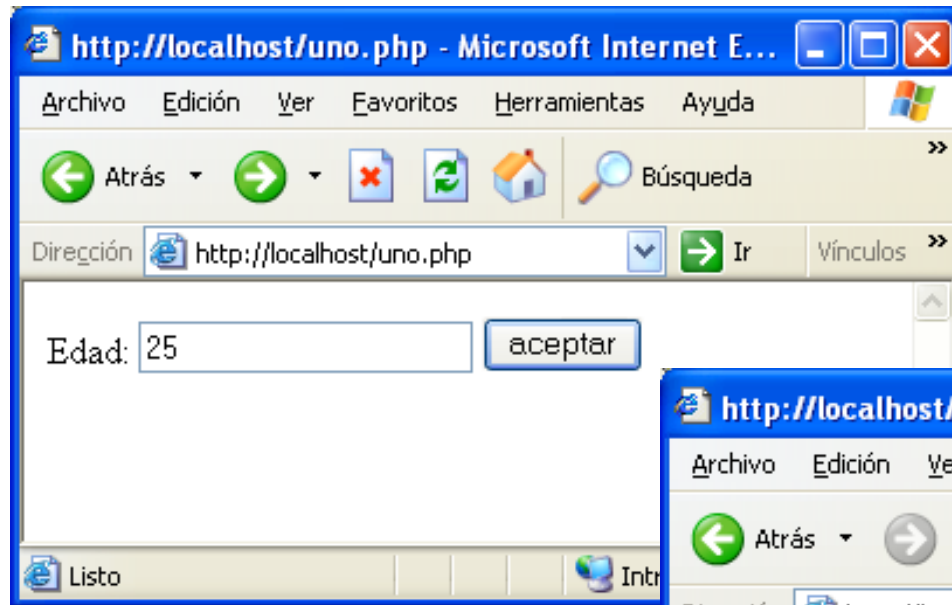 http://localhost/uno.php - Microsoft Internet E...
Archivo Edición Ver Favoritos Herramientas Ayuda
Atrás Búsqueda »
Dirección http://localhost/uno.php Ir Vínculos »
Edad: 25 aceptar
http://localhost/
Archivo Edición
Atrás
Listo